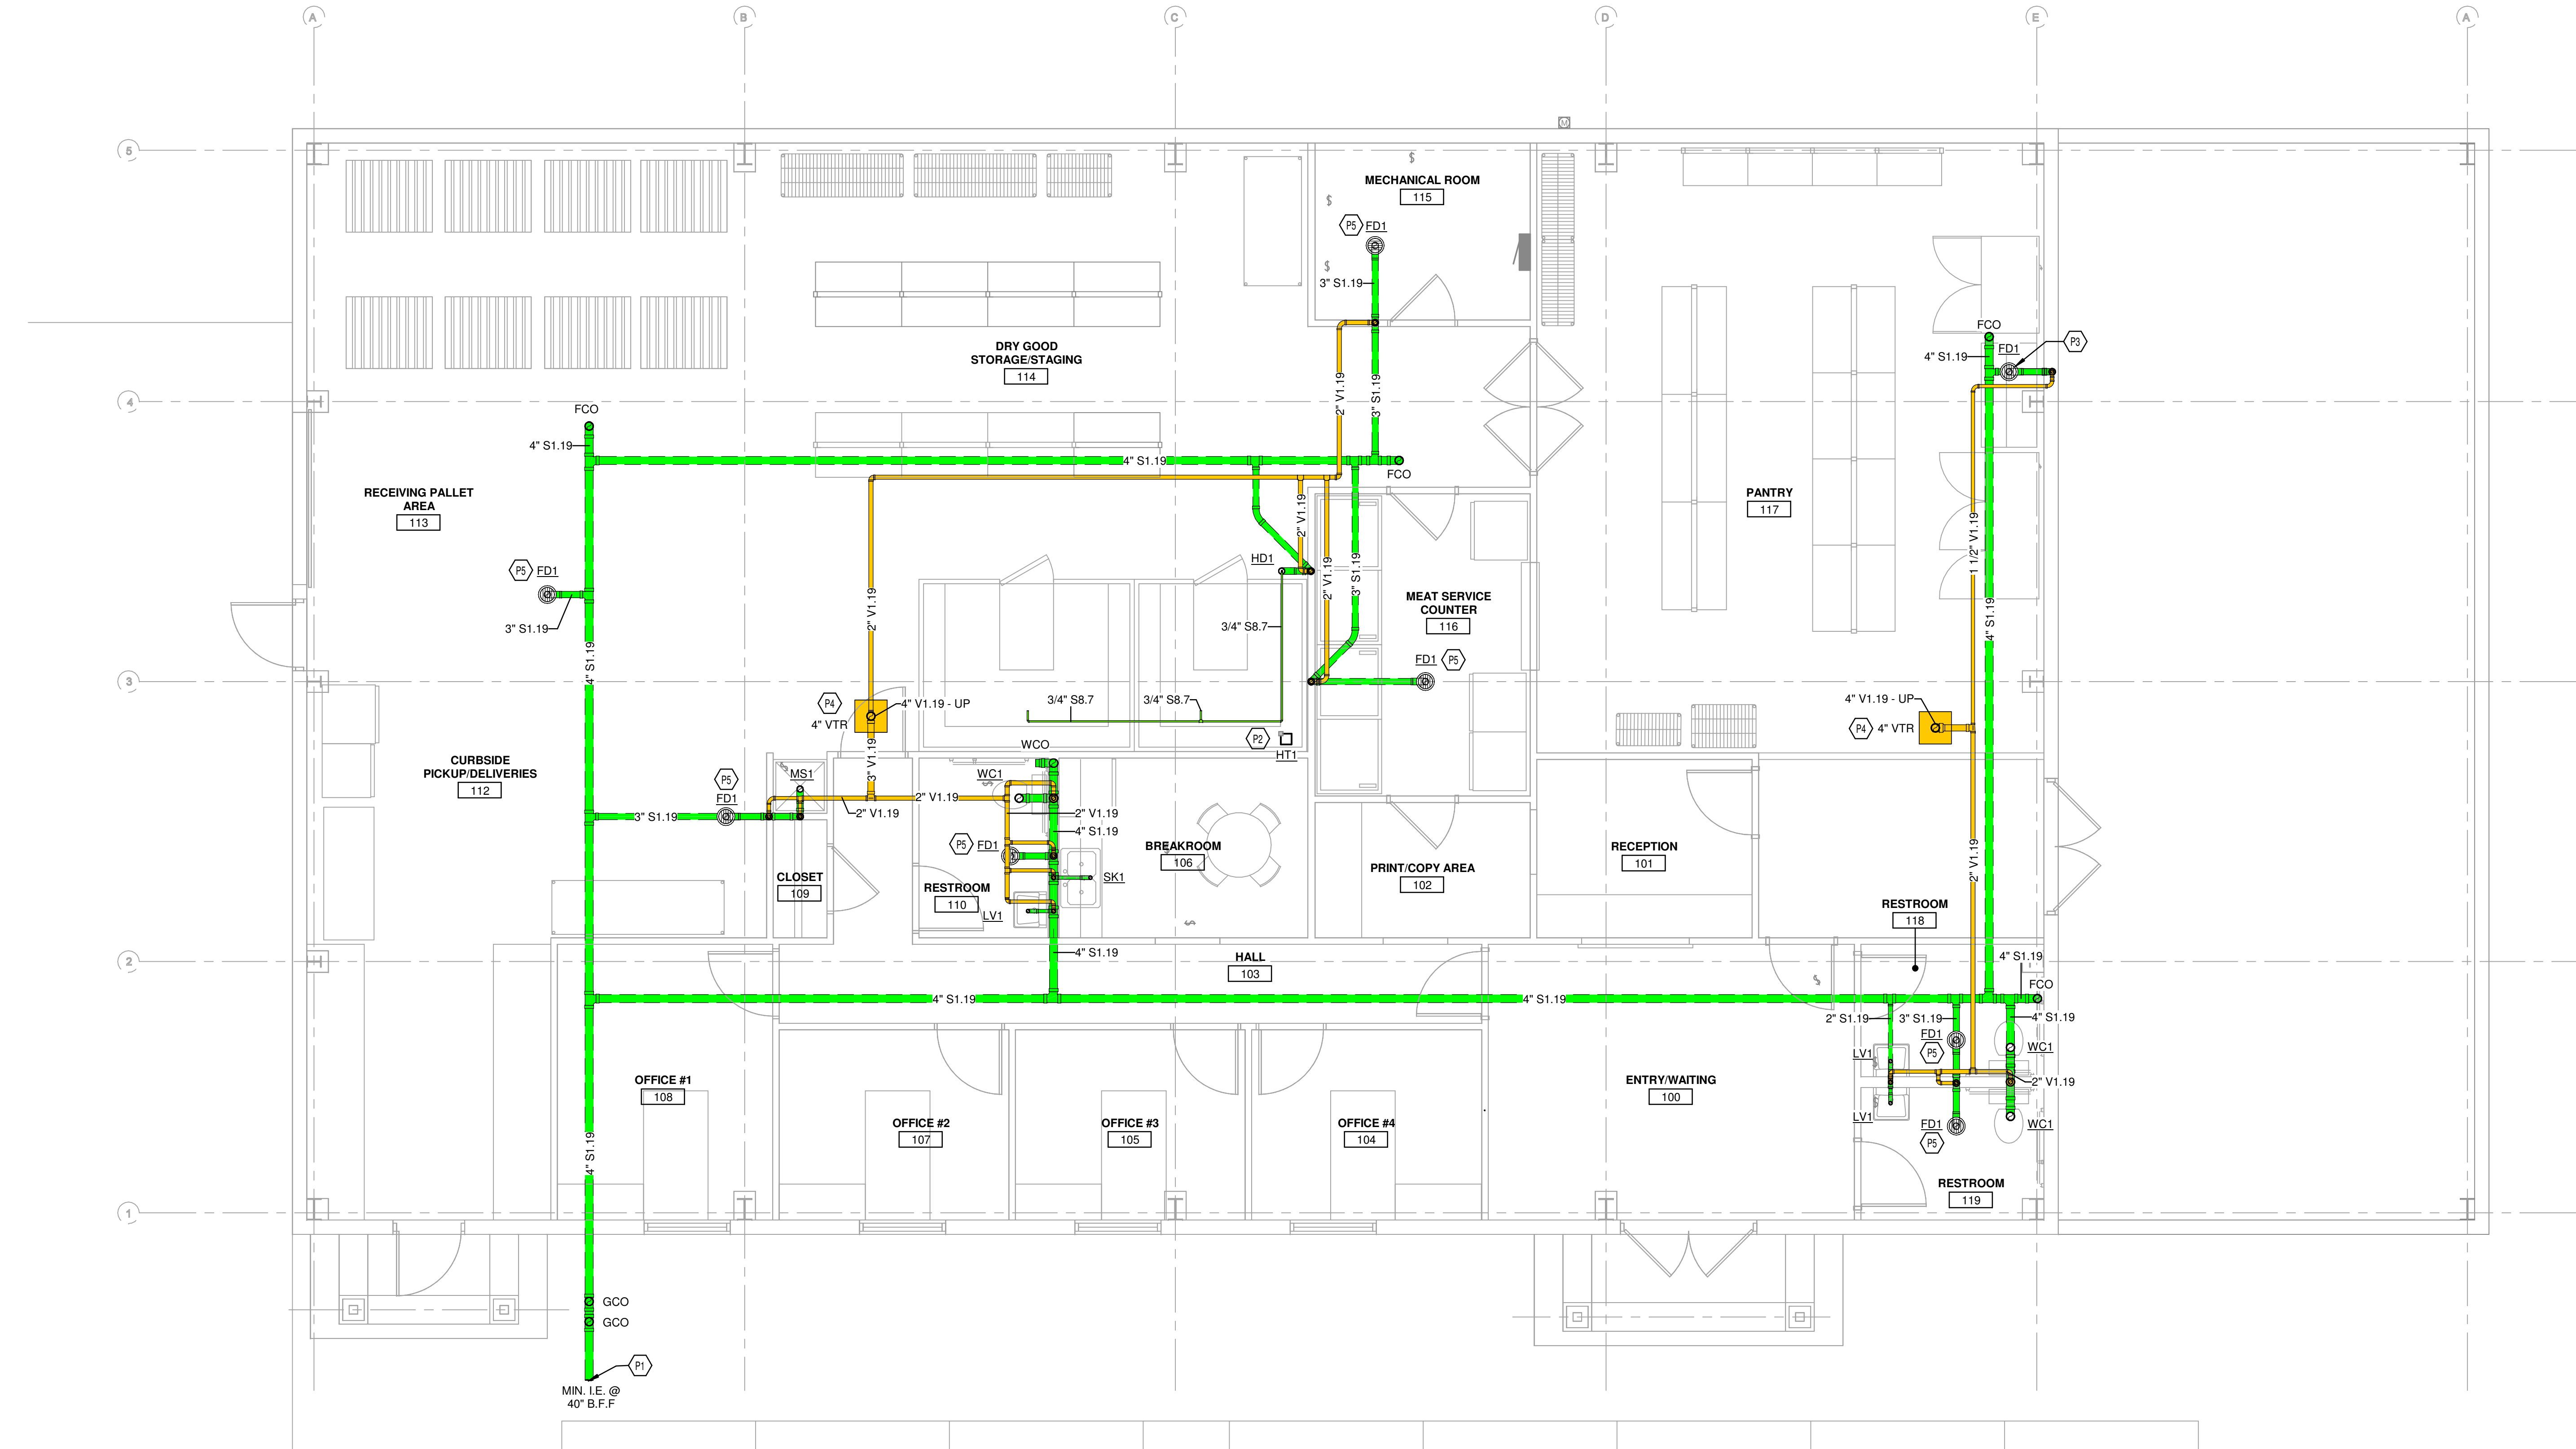 A
B
C
D
E
A
M
5
MECHANICAL ROOM
115
P5
FD1
3" S1.19
DRY GOOD
STORAGE/STAGING
114
2" V1.19
3" S1.19
FCO
4" S1.19
FD1
P3
4
FCO
4" S1.19
4" S1.19
FCO
RECEIVING PALLET
AREA
113
PANTRY
117
2" V1.19
1 1/2" V1.19
HD1
P5
FD1
3" S1.19
4" S1.19
2" V1.19
3/4" S8.7
2" V1.19
3" S1.19
MEAT SERVICE
COUNTER
116
4" S1.19
FD1
P5
3
P4
4" VTR
4" V1.19 - UP
3/4" S8.7
3/4" S8.7
4" V1.19 - UP
P4
4" VTR
P2
HT1
CURBSIDE
PICKUP/DELIVERIES
112
WCO
3" V1.19
MS1
WC1
P5
FD1
2" V1.19
2" V1.19
2" V1.19
3" S1.19
4" S1.19
P5
FD1
BREAKROOM
106
RECEPTION
101
2" V1.19
PRINT/COPY AREA
102
CLOSET
109
SK1
RESTROOM
110
LV1
RESTROOM
118
2
4" S1.19
HALL
103
4" S1.19
FCO
4" S1.19
4" S1.19
2" S1.19
3" S1.19
4" S1.19
FD1
P5
LV1
WC1
OFFICE #1
108
ENTRY/WAITING
100
2" V1.19
OFFICE #2
107
OFFICE #3
105
OFFICE #4
104
LV1
FD1
P5
WC1
4" S1.19
RESTROOM
119
1
GCO
GCO
P1
MIN. I.E. @
40" B.F.F